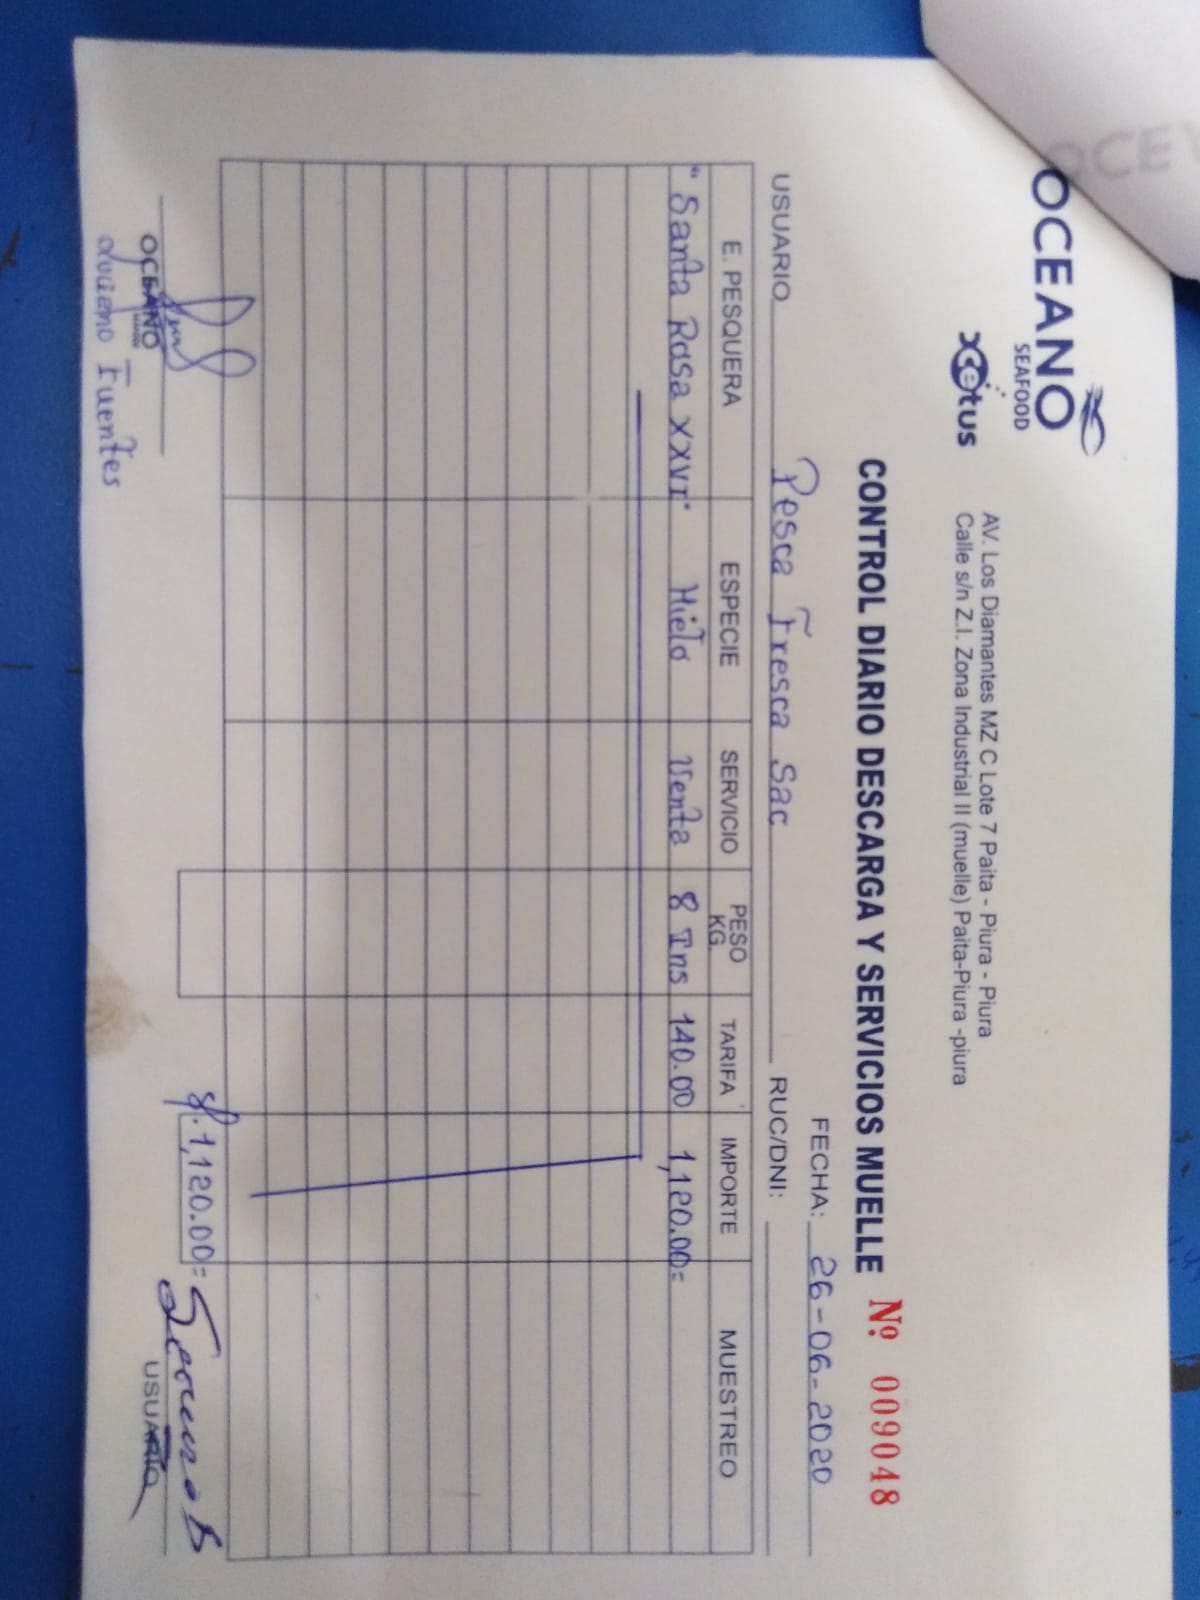 OCE
OCEANO
SEAFOOD
cetus
AV. Los Diamantes MZ C Lote 7 Paita - Piura - Piura
Calle s/n Z.I. Zona Industrial II (muelle) Paita-Piura -piura
CONTROL DIARIO DESCARGA Y SERVICIOS MUELLE Nº 009048
FECHA: 26-06-2020
USUARIO Pesca Fresca Sac RUC/DNI:
E. PESQUERA ESPECIE SERVICIO PESO KG. TARIFA IMPORTE MUESTREO
"Santa Rosa XXVI" Hielo Venta 8 Tns 140.00 1,120.00=
S/. 1,120.00=
OCEANO
Luciano Fuentes
USUARIO